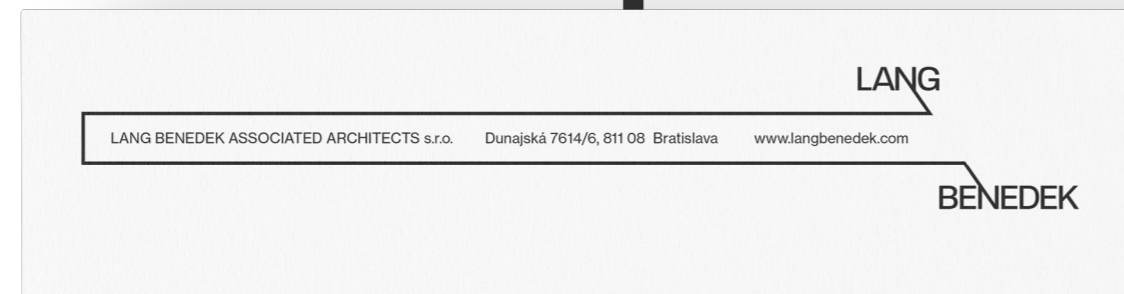 LANG
LANG BENEDEK ASSOCIATED ARCHITECTS s.r.o. Dunajská 7614/6, 811 08 Bratislava www.langbenedek.com
BENEDEK